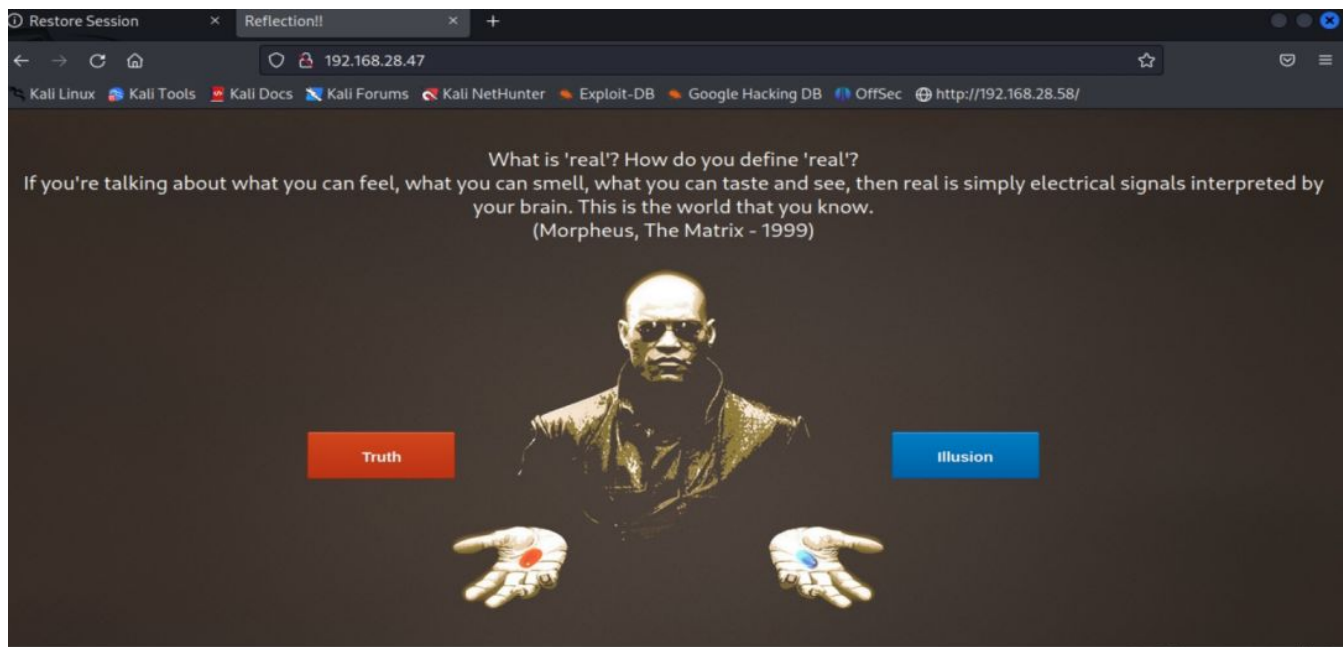 Restore Session
Reflection!!
192.168.28.47
Kali Linux Kali Tools Kali Docs Kali Forums Kali NetHunter Exploit-DB Google Hacking DB OffSec http://192.168.28.58/
What is 'real'? How do you define 'real'?
If you're talking about what you can feel, what you can smell, what you can taste and see, then real is simply electrical signals interpreted by
your brain. This is the world that you know.
(Morpheus, The Matrix - 1999)
Truth
Illusion